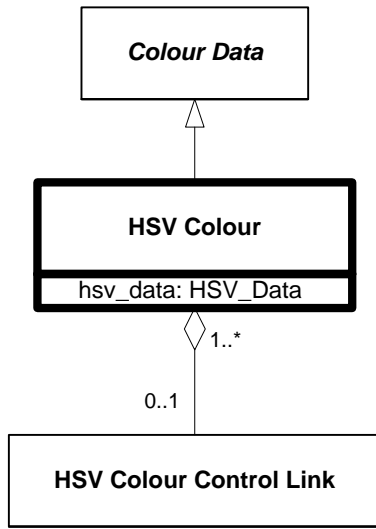 Colour Data
HSV Colour
hsv_data: HSV_Data
1..*
0..1
HSV Colour Control Link